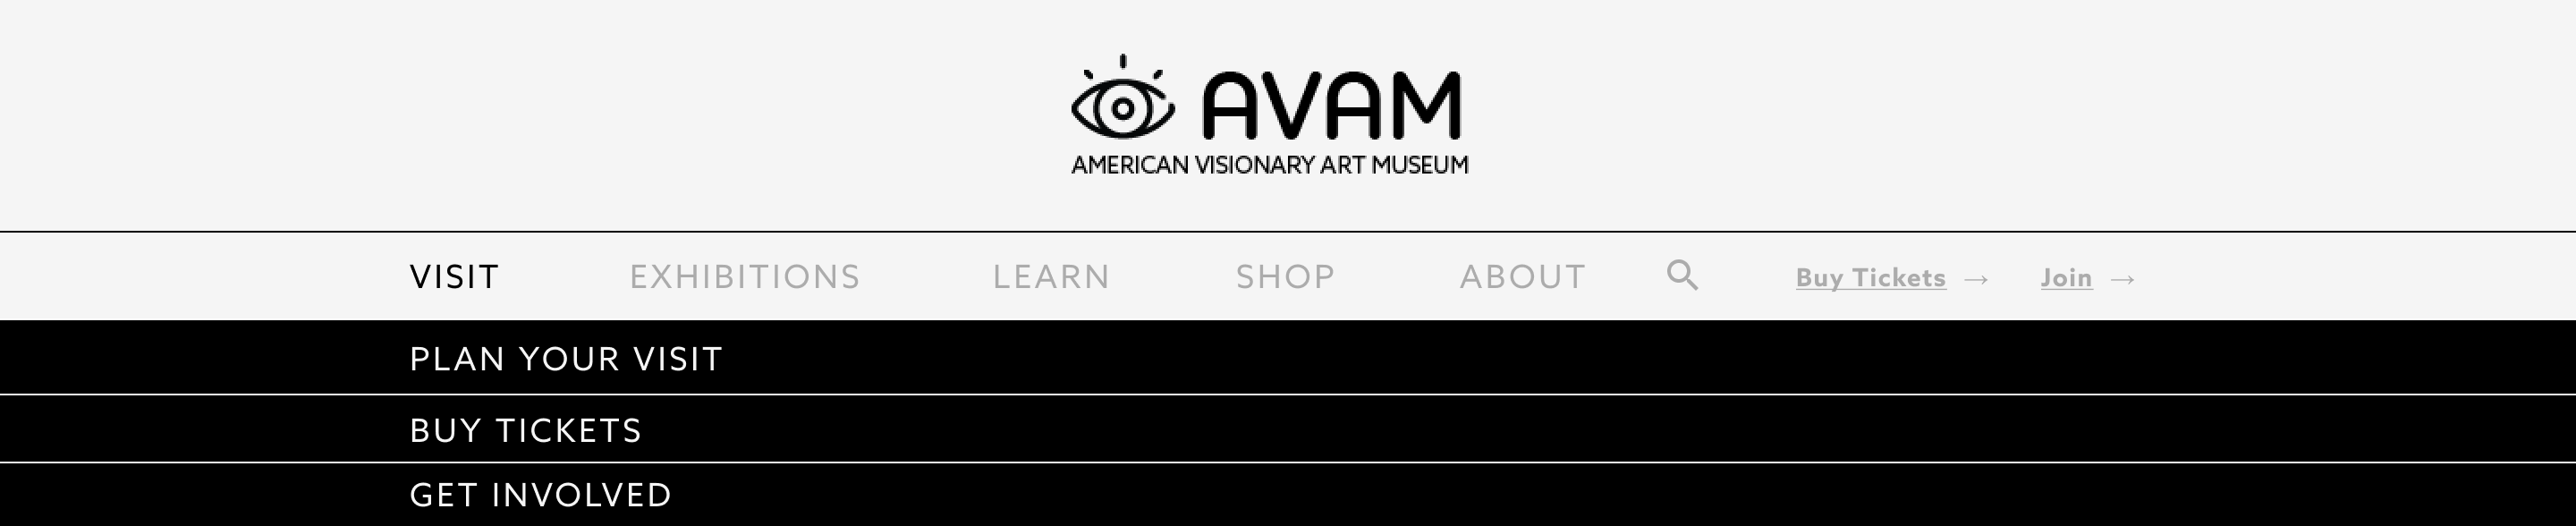 AVAM
AMERICAN VISIONARY ART MUSEUM
VISIT EXHIBITIONS LEARN SHOP ABOUT Buy Tickets → Join →
PLAN YOUR VISIT
BUY TICKETS
GET INVOLVED